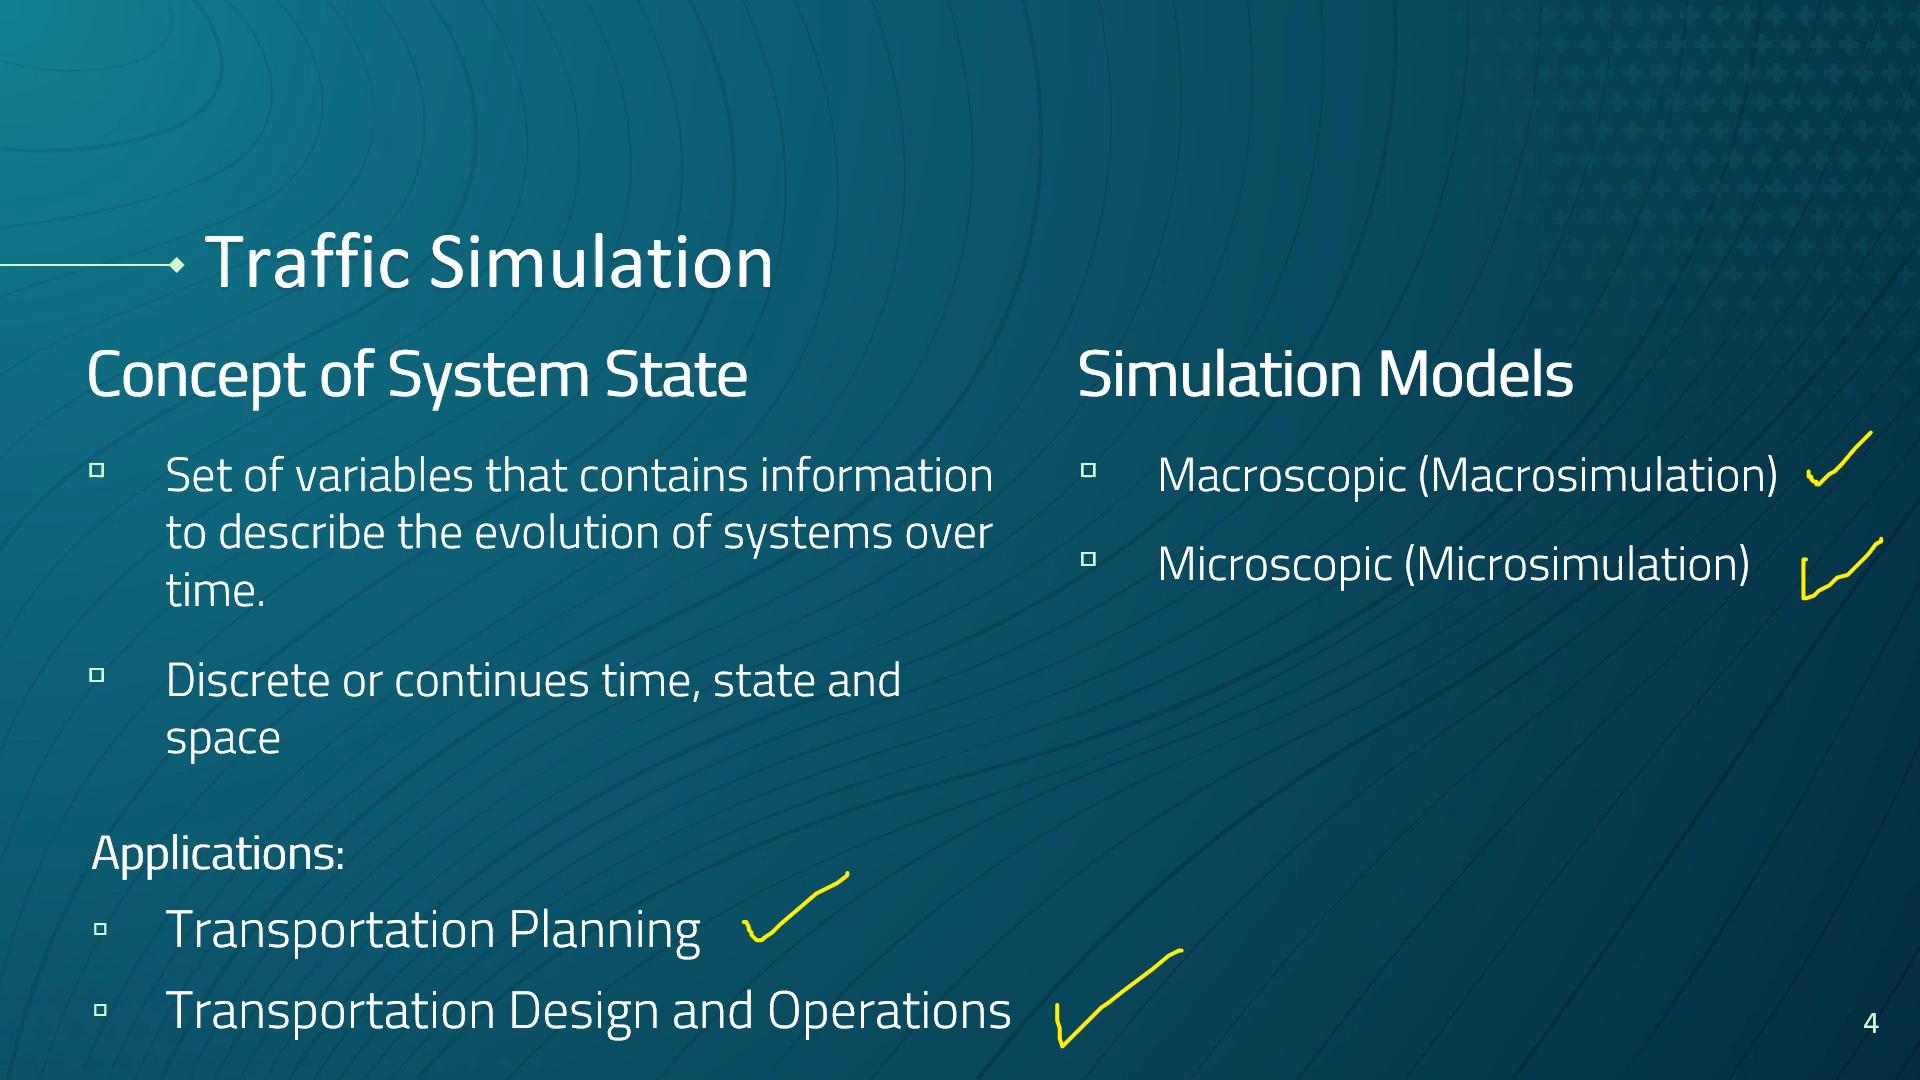 Traffic Simulation
Concept of System State
Set of variables that contains information
to describe the evolution of systems over
time.
Discrete or continues time, state and
space
Simulation Models
Macroscopic (Macrosimulation)
Microscopic (Microsimulation)
Applications:
Transportation Planning
Transportation Design and Operations
4